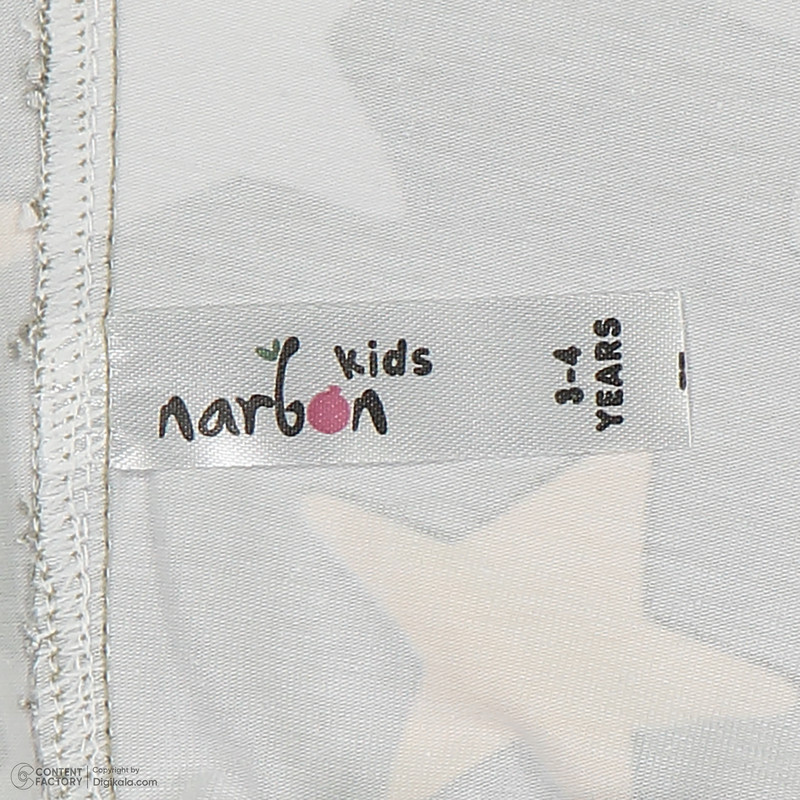 narbon kids
3-4
YEARS
CONTENT FACTORY
Copyright by
Digikala.com